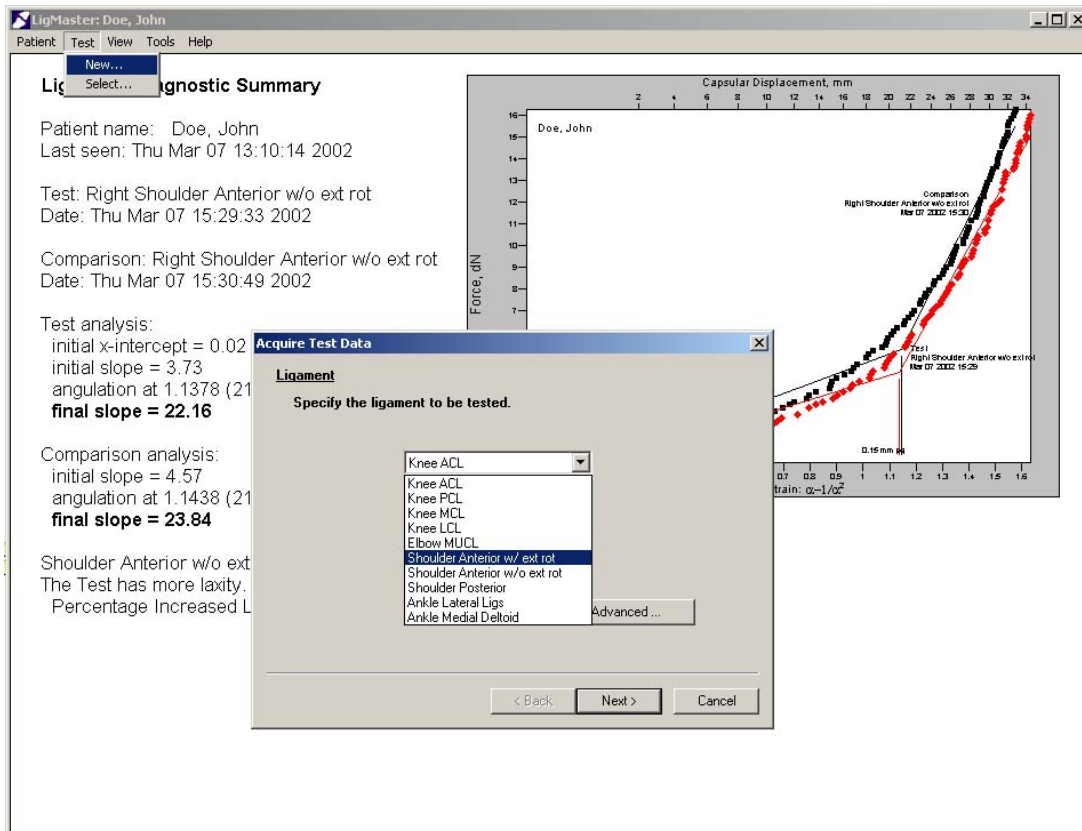 LigMaster: Doe, John
Patient Test View Tools Help
New...
Select...
Lig agnostic Summary
Patient name: Doe, John
Last seen: Thu Mar 07 13:10:14 2002
Test: Right Shoulder Anterior w/o ext rot
Date: Thu Mar 07 15:29:33 2002
Comparison: Right Shoulder Anterior w/o ext rot
Date: Thu Mar 07 15:30:49 2002
Test analysis:
initial x-intercept = 0.02
initial slope = 3.73
angulation at 1.1378 (21
final slope = 22.16
Comparison analysis:
initial slope = 4.57
angulation at 1.1438 (21
final slope = 23.84
Shoulder Anterior w/o ext
The Test has more laxity.
Percentage Increased L
Capsular Displacement, mm
2 4 6 8 10 12 14 16 18 20 22 24 26 28 30 32 34
Doe, John
16
15
14
13
12
11
10
9
8
7
Force, dN
Comparison
Right Shoulder Anterior w/o ext rot
Mar 07 2002 15:30
Test
Right Shoulder Anterior w/o ext rot
Mar 07 2002 15:29
0.15 mm
0.7 0.8 0.9 1 1.1 1.2 1.3 1.4 1.5 1.6
train: α-1/α²
Acquire Test Data
Ligament
Specify the ligament to be tested.
Knee ACL
Knee ACL
Knee PCL
Knee MCL
Knee LCL
Elbow MUCL
Shoulder Anterior w/ ext rot
Shoulder Anterior w/o ext rot
Shoulder Posterior
Ankle Lateral Ligs
Ankle Medial Deltoid
Advanced ...
< Back
Next >
Cancel